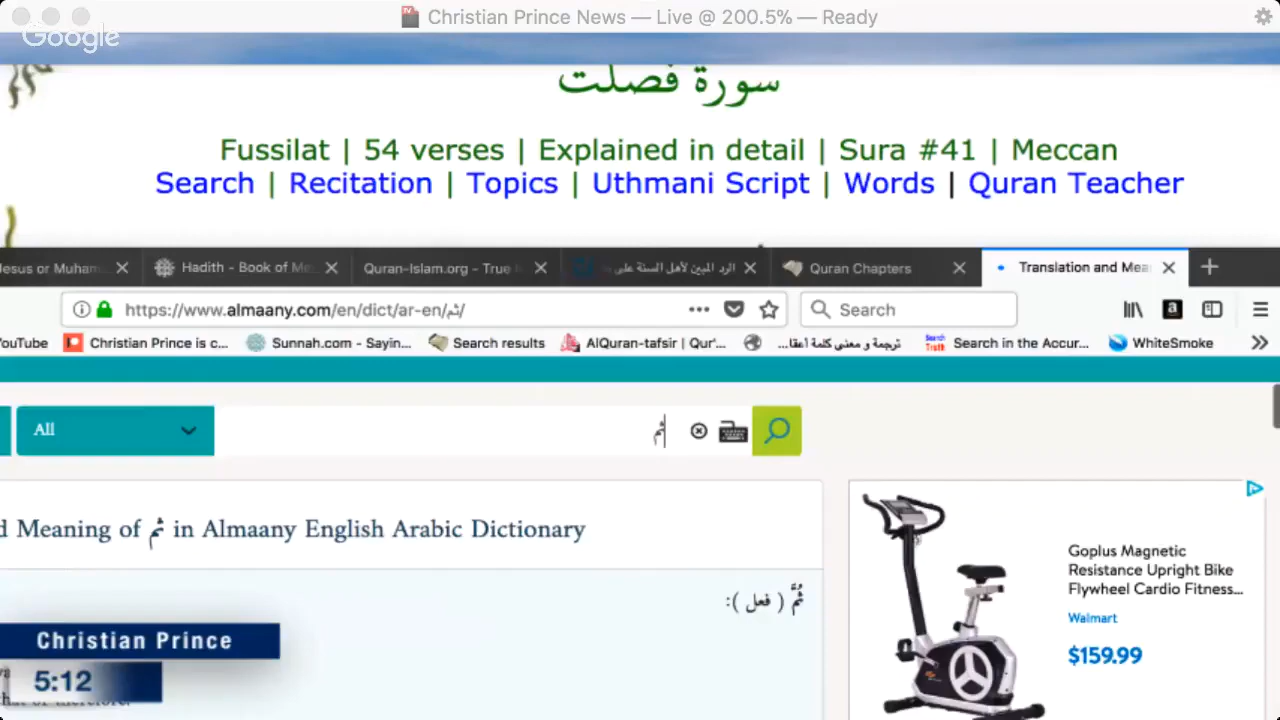 Christian Prince News — Live @ 200.5% — Ready
Google
سورة فصلت
Fussilat | 54 verses | Explained in detail | Sura #41 | Meccan
Search | Recitation | Topics | Uthmani Script | Words | Quran Teacher
Jesus or Muham... Hadith - Book of Me... Quran-Islam.org - True الرد المبين لأهل السنة على Quran Chapters Translation and Mea
https://www.almaany.com/en/dict/ar-en/ثم/ Search
YouTube Christian Prince is c... Sunnah.com - Sayin... Search results AlQuran-tafsir | Qur'... ترجمة و معنى كلمة أعقا... Search in the Accur... WhiteSmoke
All ثم
d Meaning of ثم in Almaany English Arabic Dictionary
ثُمَّ ( فعل ):
Goplus Magnetic
Resistance Upright Bike
Flywheel Cardio Fitness...
Walmart
$159.99
Christian Prince
5:12